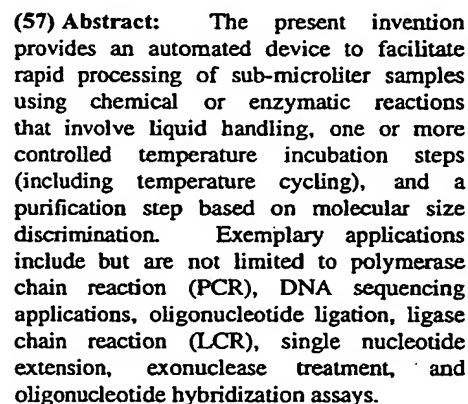 (57) Abstract: The present invention
provides an automated device to facilitate
rapid processing of sub-microliter samples
using chemical or enzymatic reactions
that involve liquid handling, one or more
controlled temperature incubation steps
(including temperature cycling), and a
purification step based on molecular size
discrimination. Exemplary applications
include but are not limited to polymerase
chain reaction (PCR), DNA sequencing
applications, oligonucleotide ligation, ligase
chain reaction (LCR), single nucleotide
extension, exonuclease treatment, and
oligonucleotide hybridization assays.